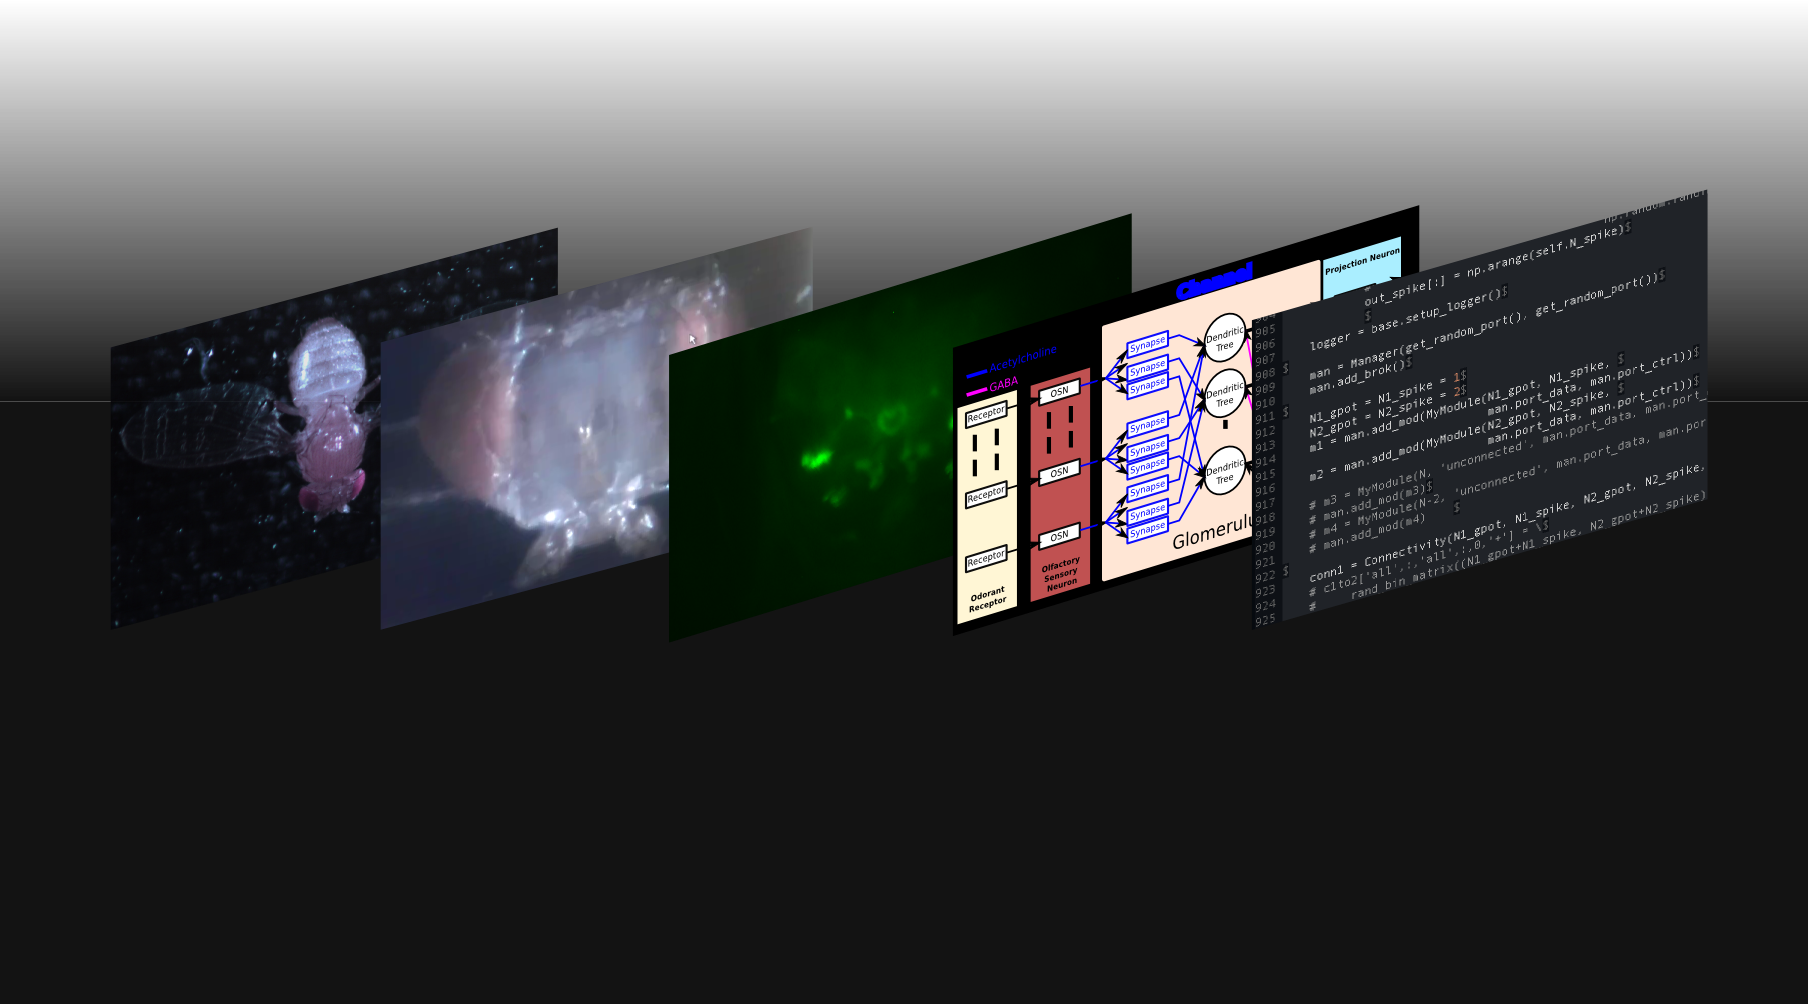 Channel
Acetylcholine
GABA
Projection Neuron
Receptor
Receptor
Receptor
Odorant
Receptor
OSN
OSN
OSN
Olfactory
Sensory
Neuron
Synapse
Synapse
Synapse
Synapse
Synapse
Synapse
Synapse
Synapse
Synapse
Dendritic
Tree
Dendritic
Tree
Dendritic
Tree
Glomerulu
#
out_spike[:] = np.arange(self.N_spike)$
$
905 logger = base.setup_logger()$
906
907 man = Manager(get_random_port(), get_random_port())$
908 $ man.add_brok()$
909
910 N1_gpot = N1_spike = 1$
911 $ N2_gpot = N2_spike = 2$
912 m1 = man.add_mod(MyModule(N1_gpot, N1_spike, $
913 man.port_data, man.port_ctrl))$
914 m2 = man.add_mod(MyModule(N2_gpot, N2_spike, $
915 man.port_data, man.port_ctrl))$
916 # m3 = MyModule(N, 'unconnected', man.port_data, man.port_
917 # man.add_mod(m3)$
918 # m4 = MyModule(N-2, 'unconnected', man.port_data, man.por
919 # man.add_mod(m4) $
920
921 conn1 = Connectivity(N1_gpot, N1_spike, N2_gpot, N2_spike,
922 $ # c1to2['all',:,'all',:,0,'+'] = \$
923 # rand_bin_matrix((N1_gpot+N1_spike, N2_gpot+N2_spike)
924 #
925